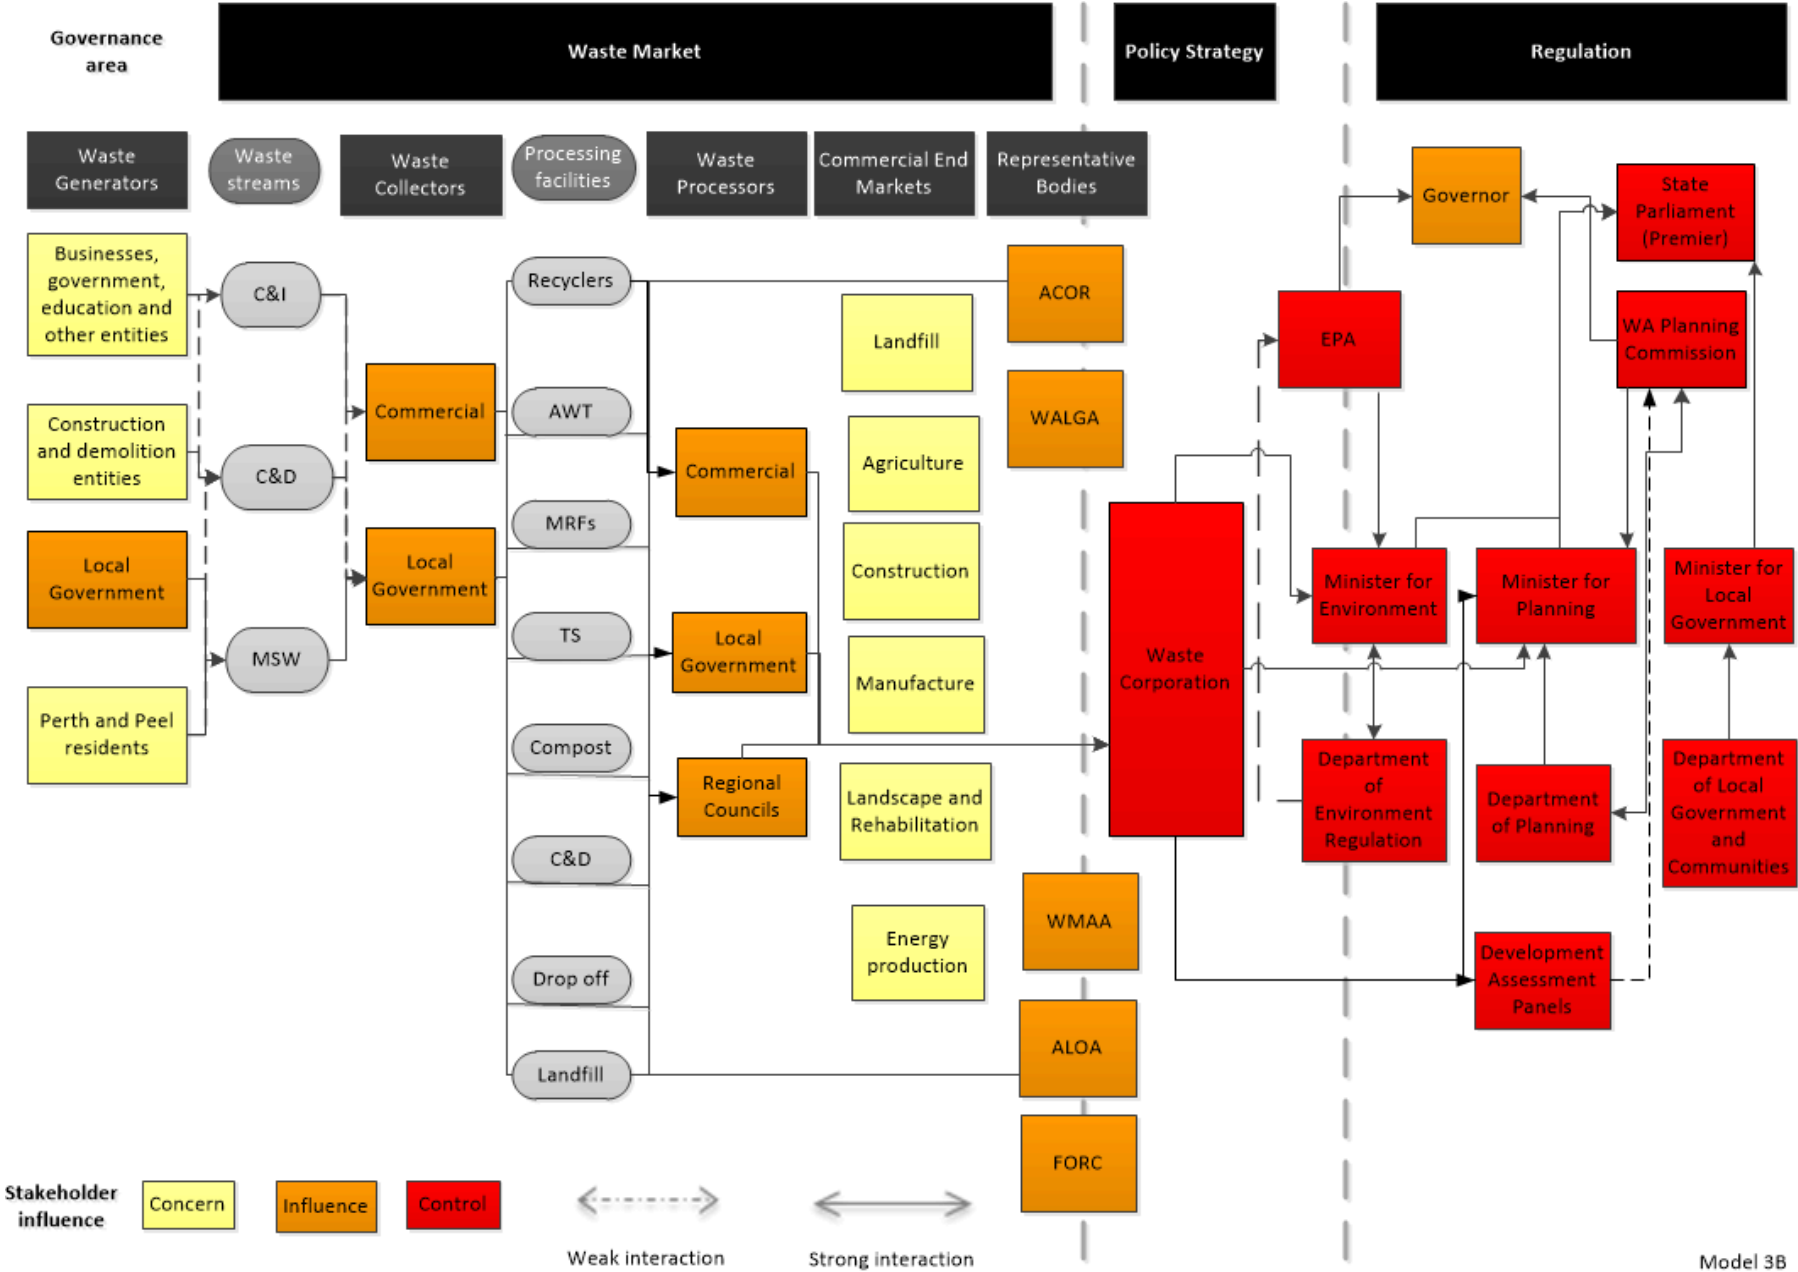 Governance
area
Waste Market
Policy Strategy
Regulation
Waste
Generators
Waste
streams
Waste
Collectors
Processing
facilities
Waste
Processors
Commercial End
Markets
Representative
Bodies
Businesses,
government,
education and
other entities
Construction
and demolition
entities
Local
Government
Perth and Peel
residents
C&I
C&D
MSW
Commercial
Local
Government
Recyclers
AWT
MRFs
TS
Compost
C&D
Drop off
Landfill
Commercial
Local
Government
Regional
Councils
Landfill
Agriculture
Construction
Manufacture
Landscape and
Rehabilitation
Energy
production
ACOR
WALGA
WMAA
ALOA
FORC
Waste
Corporation
Governor
State
Parliament
(Premier)
EPA
WA Planning
Commission
Minister for
Environment
Minister for
Planning
Minister for
Local
Government
Department
of
Environment
Regulation
Department
of Planning
Department
of Local
Government
and
Communities
Development
Assessment
Panels
Stakeholder
influence
Concern
Influence
Control
Weak interaction
Strong interaction
Model 3B